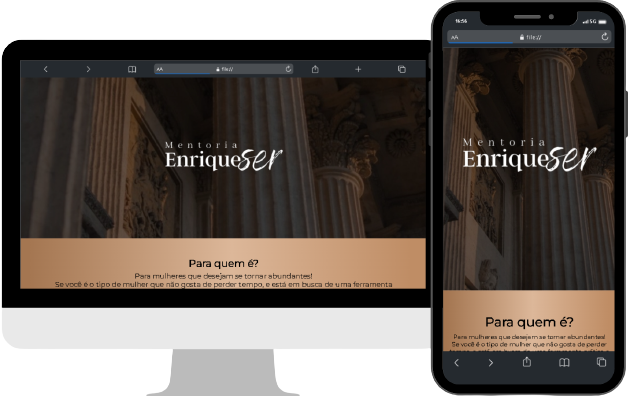 AA
file://
Mentoria
Enriqueser
Para quem é?
Para mulheres que desejam se tornar abundantes!
Se você é o tipo de mulher que não gosta de perder tempo, e está em busca de uma ferramenta
16:56
5G
AA
file://
Mentoria
Enriqueser
Para quem é?
Para mulheres que desejam se tornar abundantes!
Se você é o tipo de mulher que não gosta de perder